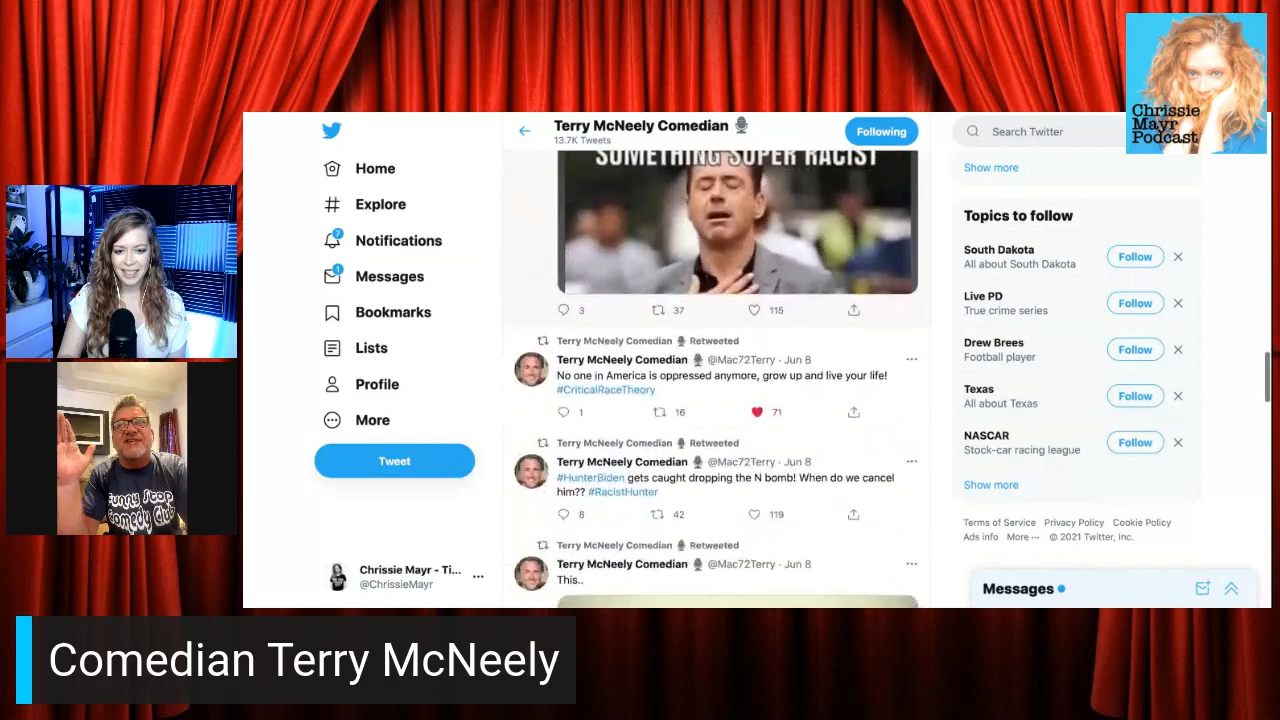 Chrissie
Mayr
Podcast
Terry McNeely Comedian
13.7K Tweets
Following
Search Twitter
Home
Explore
7
Notifications
1
Messages
Bookmarks
Lists
Profile
More
Tweet
Chrissie Mayr - Ti...
@ChrissieMayr
SOMETHING SUPER RACIST
3 37 115
Terry McNeely Comedian Retweeted
Terry McNeely Comedian @Mac72Terry · Jun 8
No one in America is oppressed anymore, grow up and live your life!
#CriticalRaceTheory
1 16 71
Terry McNeely Comedian Retweeted
Terry McNeely Comedian @Mac72Terry · Jun 8
#HunterBiden gets caught dropping the N bomb! When do we cancel
him?? #RacistHunter
8 42 119
Terry McNeely Comedian Retweeted
Terry McNeely Comedian @Mac72Terry · Jun 8
This..
Show more
Topics to follow
South Dakota
All about South Dakota
Follow
Live PD
True crime series
Follow
Drew Brees
Football player
Follow
Texas
All about Texas
Follow
NASCAR
Stock-car racing league
Follow
Show more
Terms of Service Privacy Policy Cookie Policy
Ads info More ··· © 2021 Twitter, Inc.
Messages
Funny Stop
Comedy Club
Comedian Terry McNeely